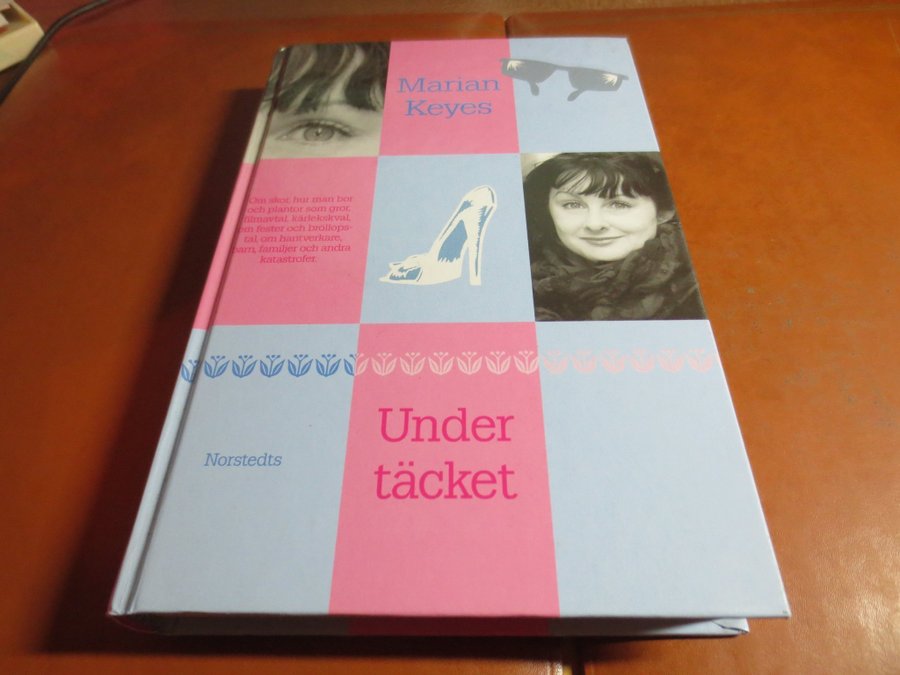 Marian
Keyes
Om skor, hur man bor
och plantor som gror,
filmavtal, kärlekskval,
om fester och bröllops-
tal, om hantverkare,
barn, familjer och andra
katastrofer.
Under
täcket
Norstedts